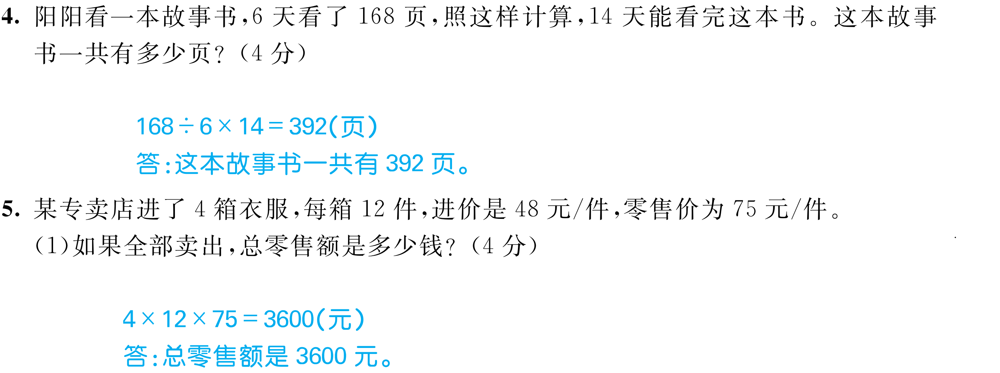 4. 阳阳看一本故事书,6 天看了 168 页,照这样计算,14 天能看完这本书。这本故事
书一共有多少页?(4 分)
168÷6×14=392(页)
答:这本故事书一共有 392 页。
5. 某专卖店进了 4 箱衣服,每箱 12 件,进价是 48 元/件,零售价为 75 元/件。
(1)如果全部卖出,总零售额是多少钱?(4 分)
4×12×75=3600(元)
答:总零售额是 3600 元。